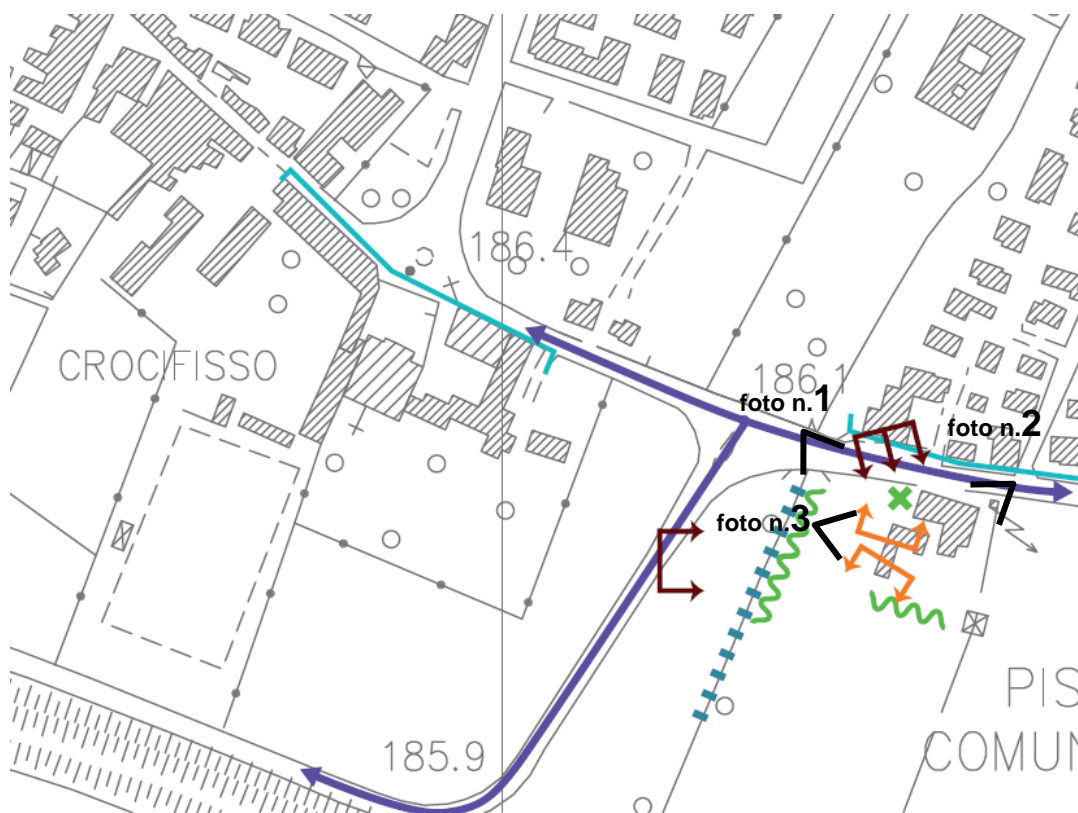 186.4
CROCIFISSO
186.1
foto n.1
foto n.2
foto n.3
PIS
COMUN
185.9